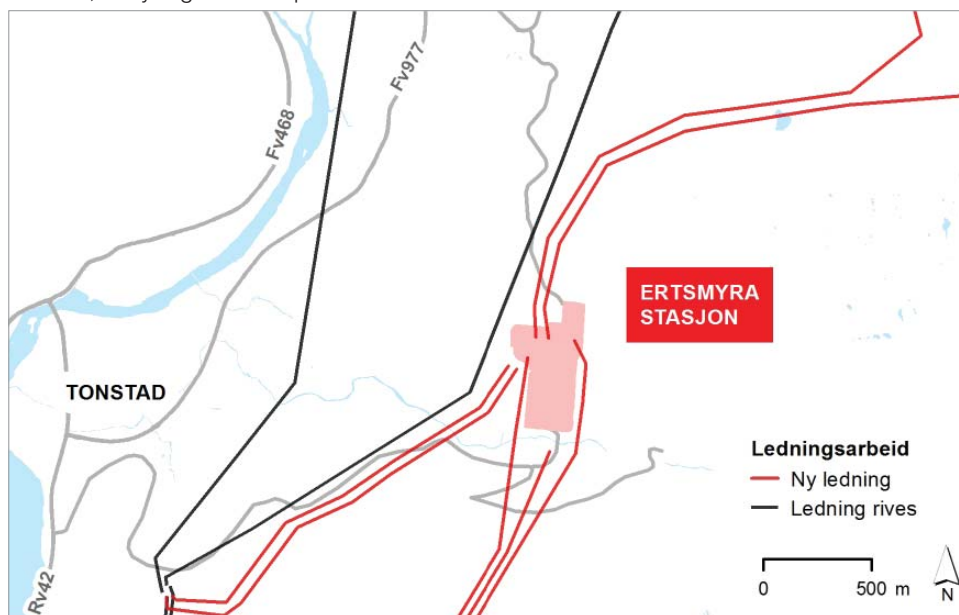 Fv468
Fv977
ERTSMYRA
STASJON
TONSTAD
Ledningsarbeid
Ny ledning
Ledning rives
0 500 m
N
Rv42